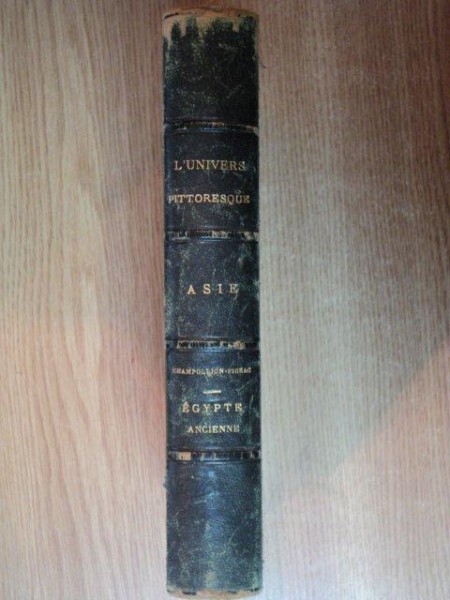 L'UNIVERS
PITTORESQUE
ASIE
CHAMPOLLION-FIGEAC
ÉGYPTE
ANCIENNE